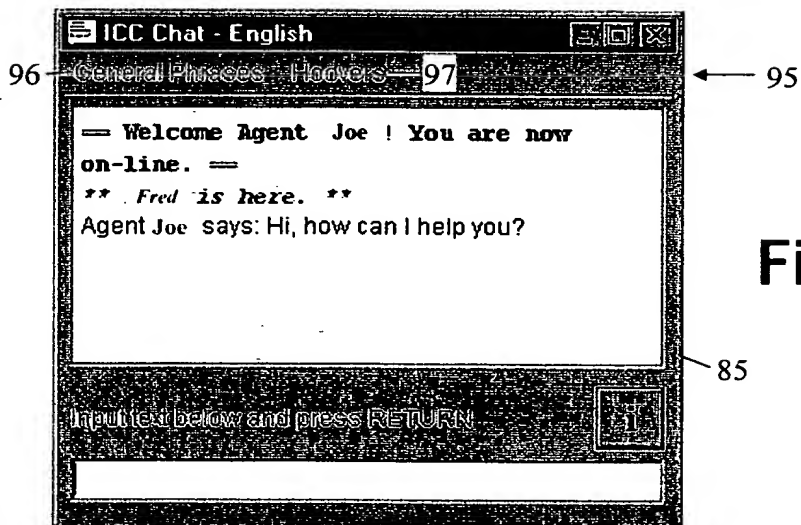 ICC Chat - English
96 General Phrases Hoovers 97 95
== Welcome Agent Joe ! You are now
on-line. ==
** Fred is here. **
Agent Joe says: Hi, how can I help you?
Fi
85
Input text below and press RETURN
i